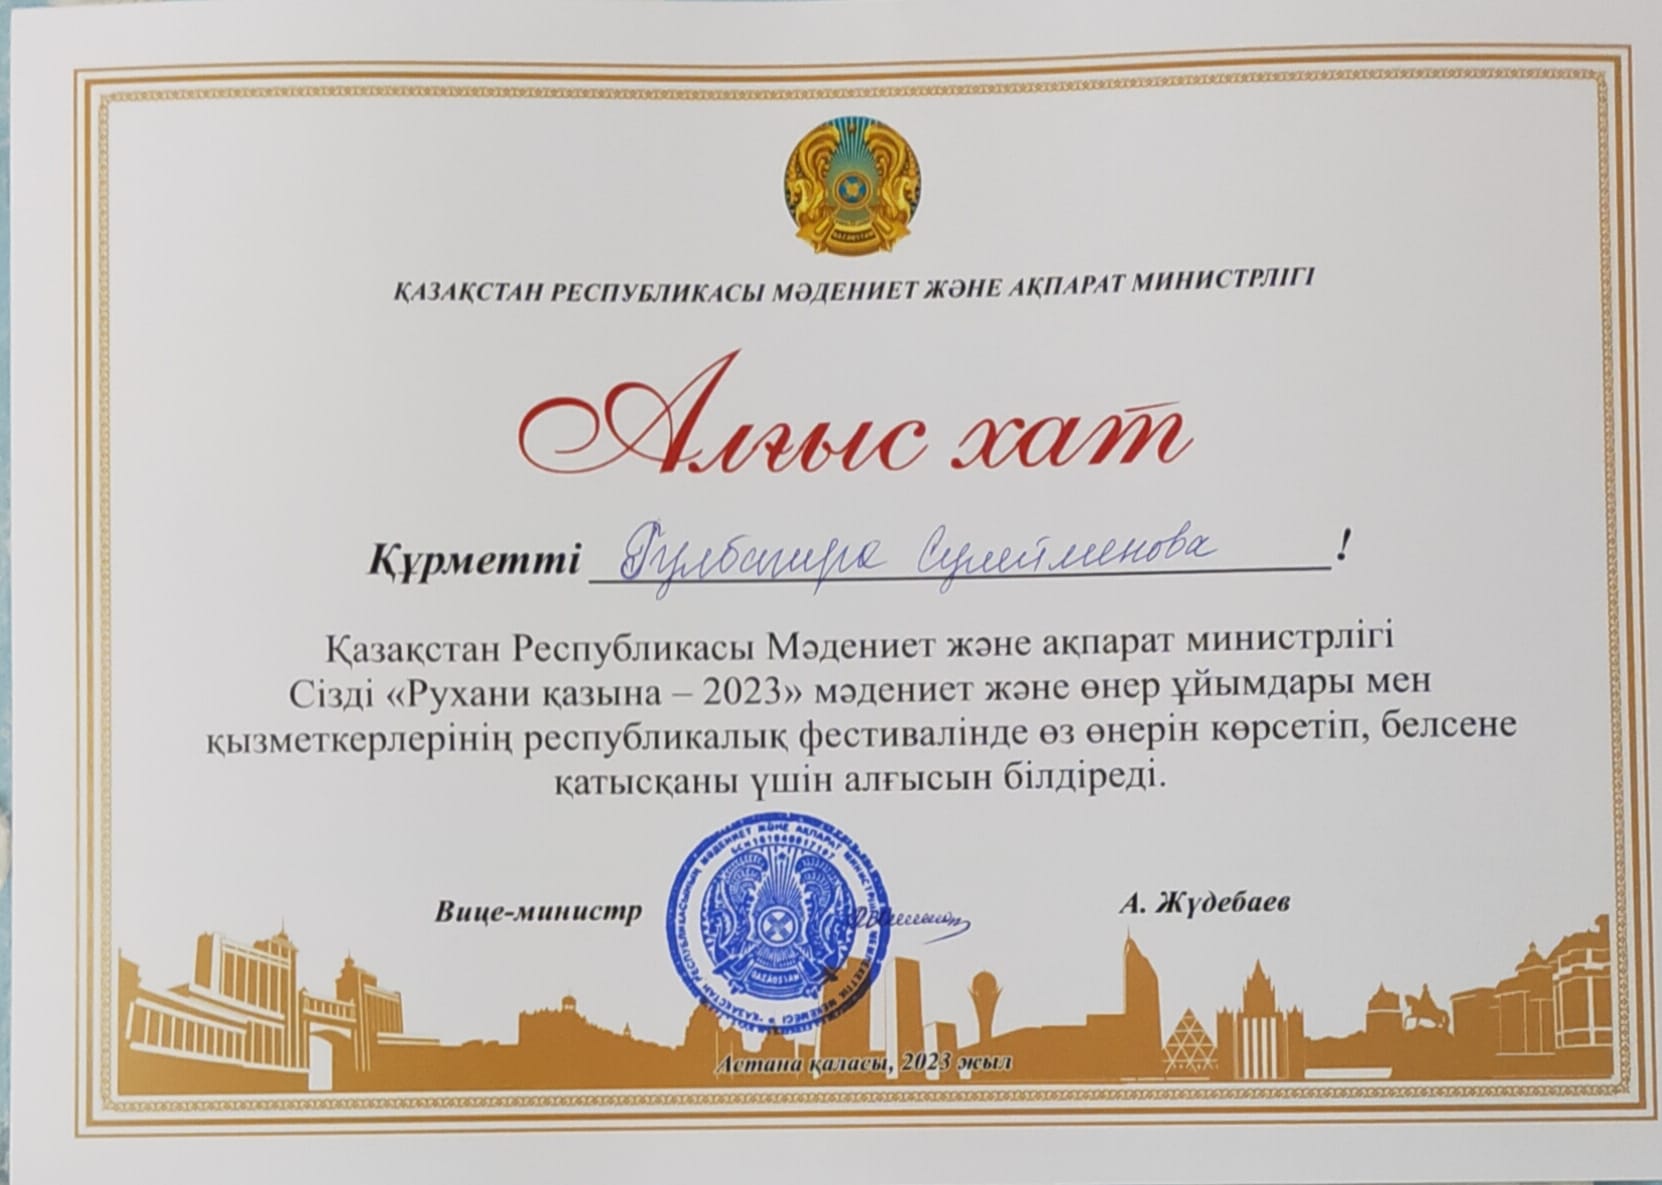 ҚАЗАҚСТАН РЕСПУБЛИКАСЫ МӘДЕНИЕТ ЖӘНЕ АҚПАРАТ МИНИСТРЛІГІ
Алғыс хат
Құрметті Гүлбагира Сулейменова !
Қазақстан Республикасы Мәдениет және ақпарат министрлігі
Сізді «Рухани қазына – 2023» мәдениет және өнер ұйымдары мен
қызметкерлерінің республикалық фестивалінде өз өнерін көрсетіп, белсене
қатысқаны үшін алғысын білдіреді.
Вице-министр
А. Жүдебаев
Астана қаласы, 2023 жыл